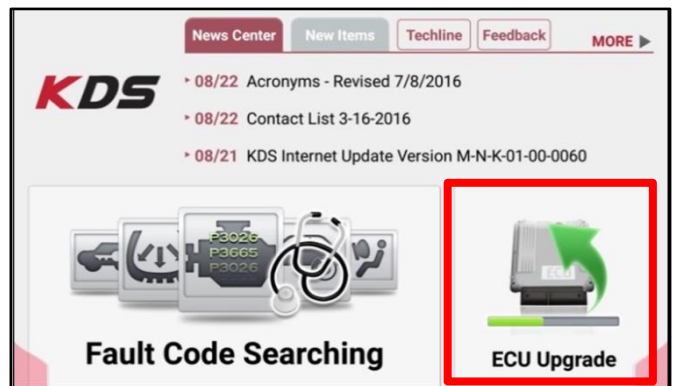 News Center New Items Techline Feedback MORE
KDS
08/22 Acronyms - Revised 7/8/2016
08/22 Contact List 3-16-2016
08/21 KDS Internet Update Version M-N-K-01-00-0060
P3026
P3665
P3026
ECU
Fault Code Searching
ECU Upgrade